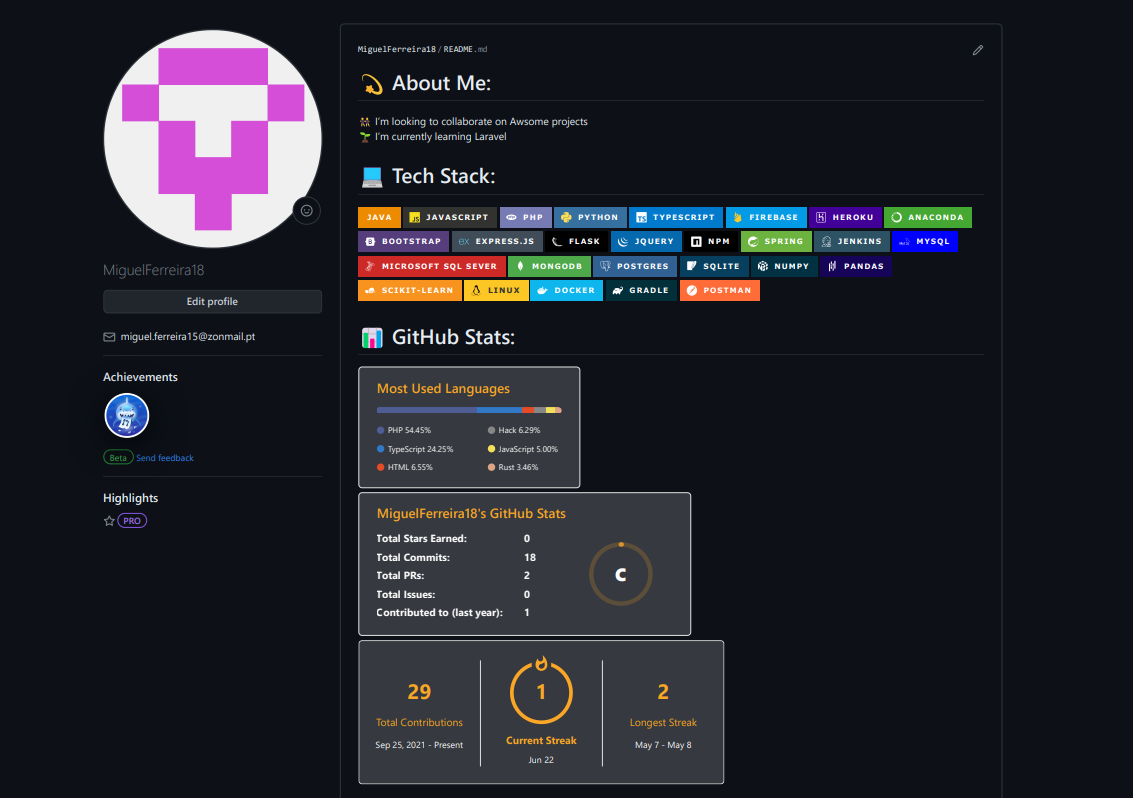 MiguelFerreira18
Edit profile
miguel.ferreira15@zonmail.pt
Achievements
Beta Send feedback
Highlights
PRO
MiguelFerreira18/README.md
About Me:
I'm looking to collaborate on Awsome projects
I'm currently learning Laravel
Tech Stack:
JAVA JS JAVASCRIPT php PHP PYTHON TS TYPESCRIPT FIREBASE HEROKU ANACONDA
B BOOTSTRAP ex EXPRESS.JS FLASK JQUERY NPM SPRING JENKINS MYSQL
MICROSOFT SQL SEVER MONGODB POSTGRES SQLITE NUMPY PANDAS
SCIKIT-LEARN LINUX DOCKER GRADLE POSTMAN
GitHub Stats:
Most Used Languages
PHP 54.45% Hack 6.29%
TypeScript 24.25% JavaScript 5.00%
HTML 6.55% Rust 3.46%
MiguelFerreira18's GitHub Stats
Total Stars Earned: 0
Total Commits: 18
Total PRs: 2
Total Issues: 0
Contributed to (last year): 1
C
29
Total Contributions
Sep 25, 2021 - Present
1
Current Streak
Jun 22
2
Longest Streak
May 7 - May 8